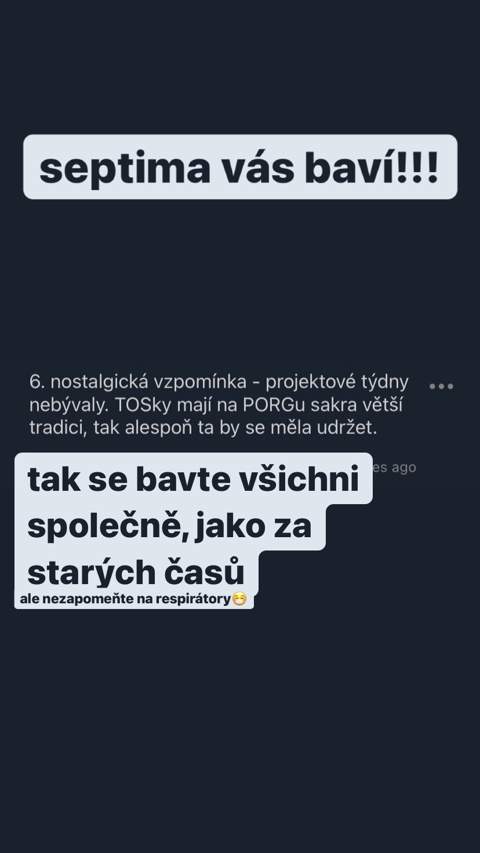 septima vás baví!!!
6. nostalgická vzpomínka - projektové týdny
nebývaly. TOSky mají na PORGu sakra větší
tradici, tak alespoň ta by se měla udržet.
es ago
tak se bavte všichni
společně, jako za
starých časů
ale nezapomeňte na respirátory😷